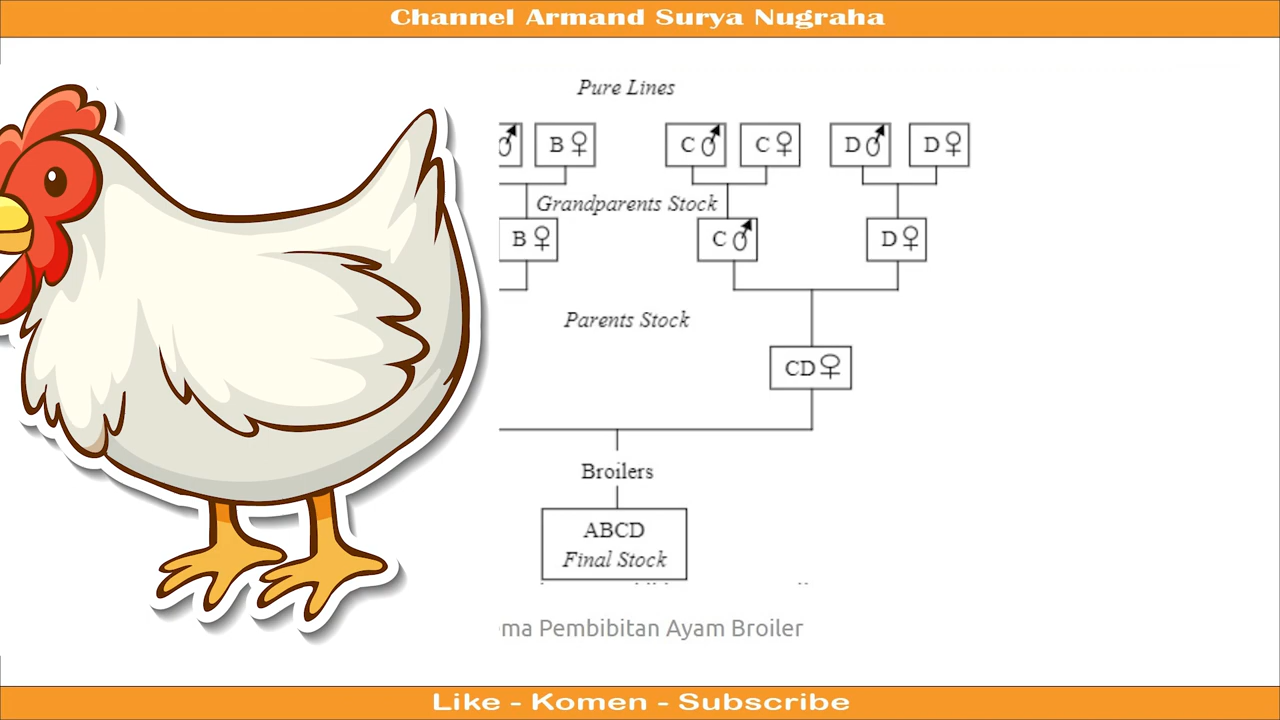 Channel Armand Surya Nugraha
Pure Lines
♂ B♀ C♂ C♀ D♂ D♀
Grandparents Stock
B♀ C♂ D♀
Parents Stock
CD♀
Broilers
ABCD
Final Stock
ma Pembibitan Ayam Broiler
Like - Komen - Subscribe